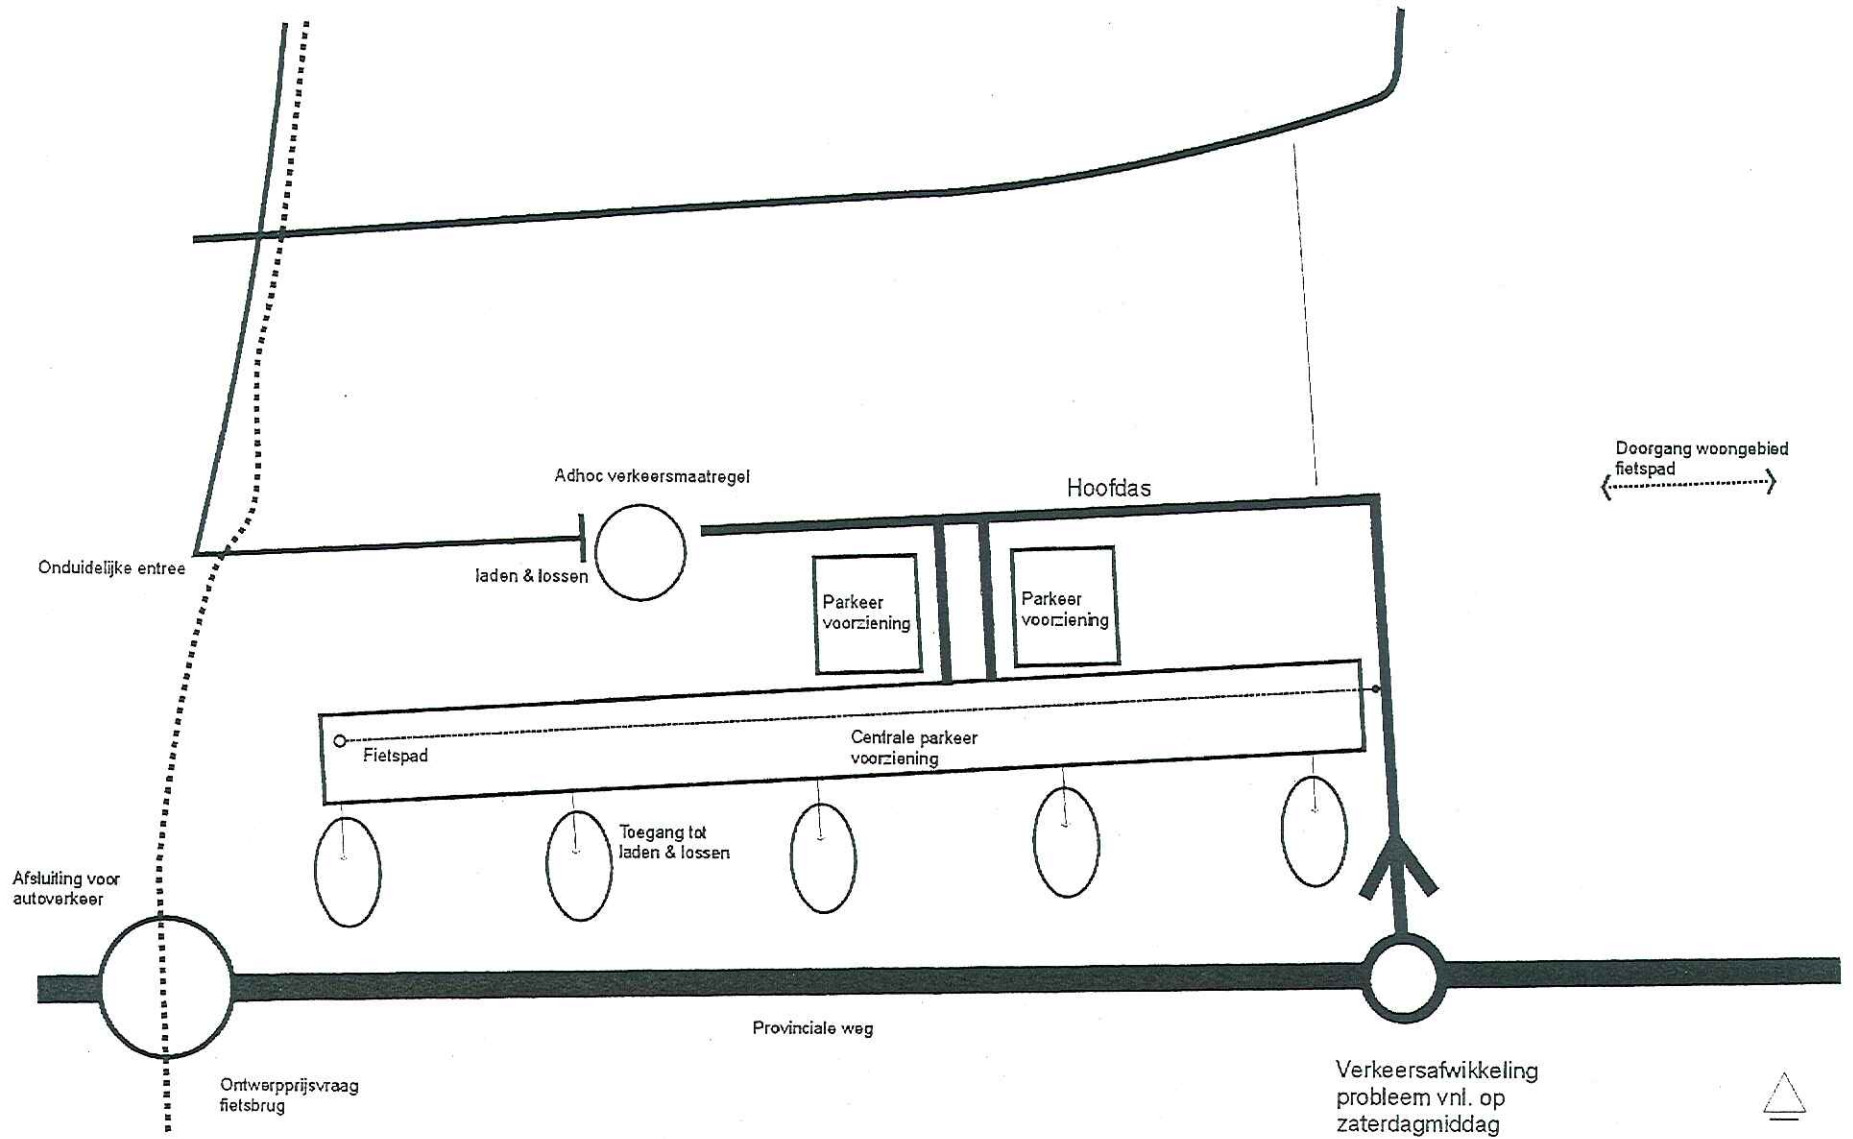 Doorgang woongebied
fietspad
Adhoc verkeersmaatregel
Hoofdas
Onduidelijke entree
laden & lossen
Parkeer
voorziening
Parkeer
voorziening
Fietspad
Centrale parkeer
voorziening
Toegang tot
laden & lossen
Afsluiting voor
autoverkeer
Provinciale weg
Ontwerpprijsvraag
fietsbrug
Verkeersafwikkeling
probleem vnl. op
zaterdagmiddag